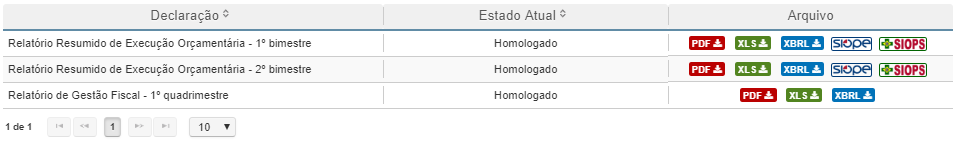 Declaração Estado Atual Arquivo
Relatório Resumido de Execução Orçamentária - 1º bimestre Homologado PDF XLS XBRL siope SIOPS
Relatório Resumido de Execução Orçamentária - 2º bimestre Homologado PDF XLS XBRL siope SIOPS
Relatório de Gestão Fiscal - 1º quadrimestre Homologado PDF XLS XBRL
1 de 1 1 10